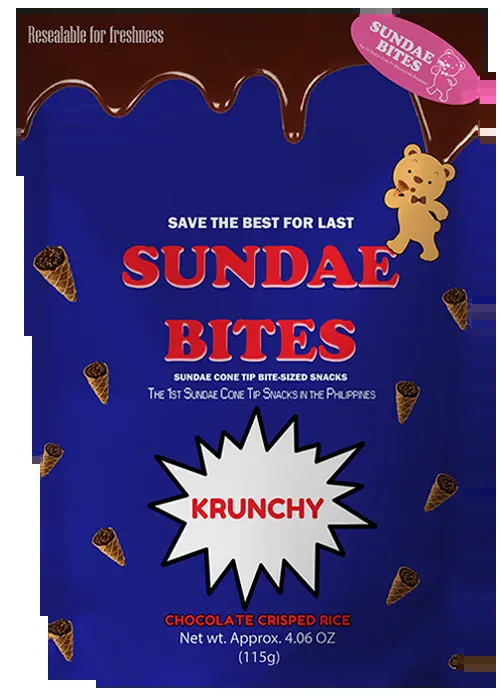 Resealable for freshness
SUNDAE
BITES
SAVE THE BEST FOR LAST
SUNDAE
BITES
SUNDAE CONE TIP BITE-SIZED SNACKS
THE 1ST SUNDAE CONE TIP SNACKS IN THE PHILIPPINES
KRUNCHY
CHOCOLATE CRISPED RICE
Net wt. Approx. 4.06 OZ
(115g)